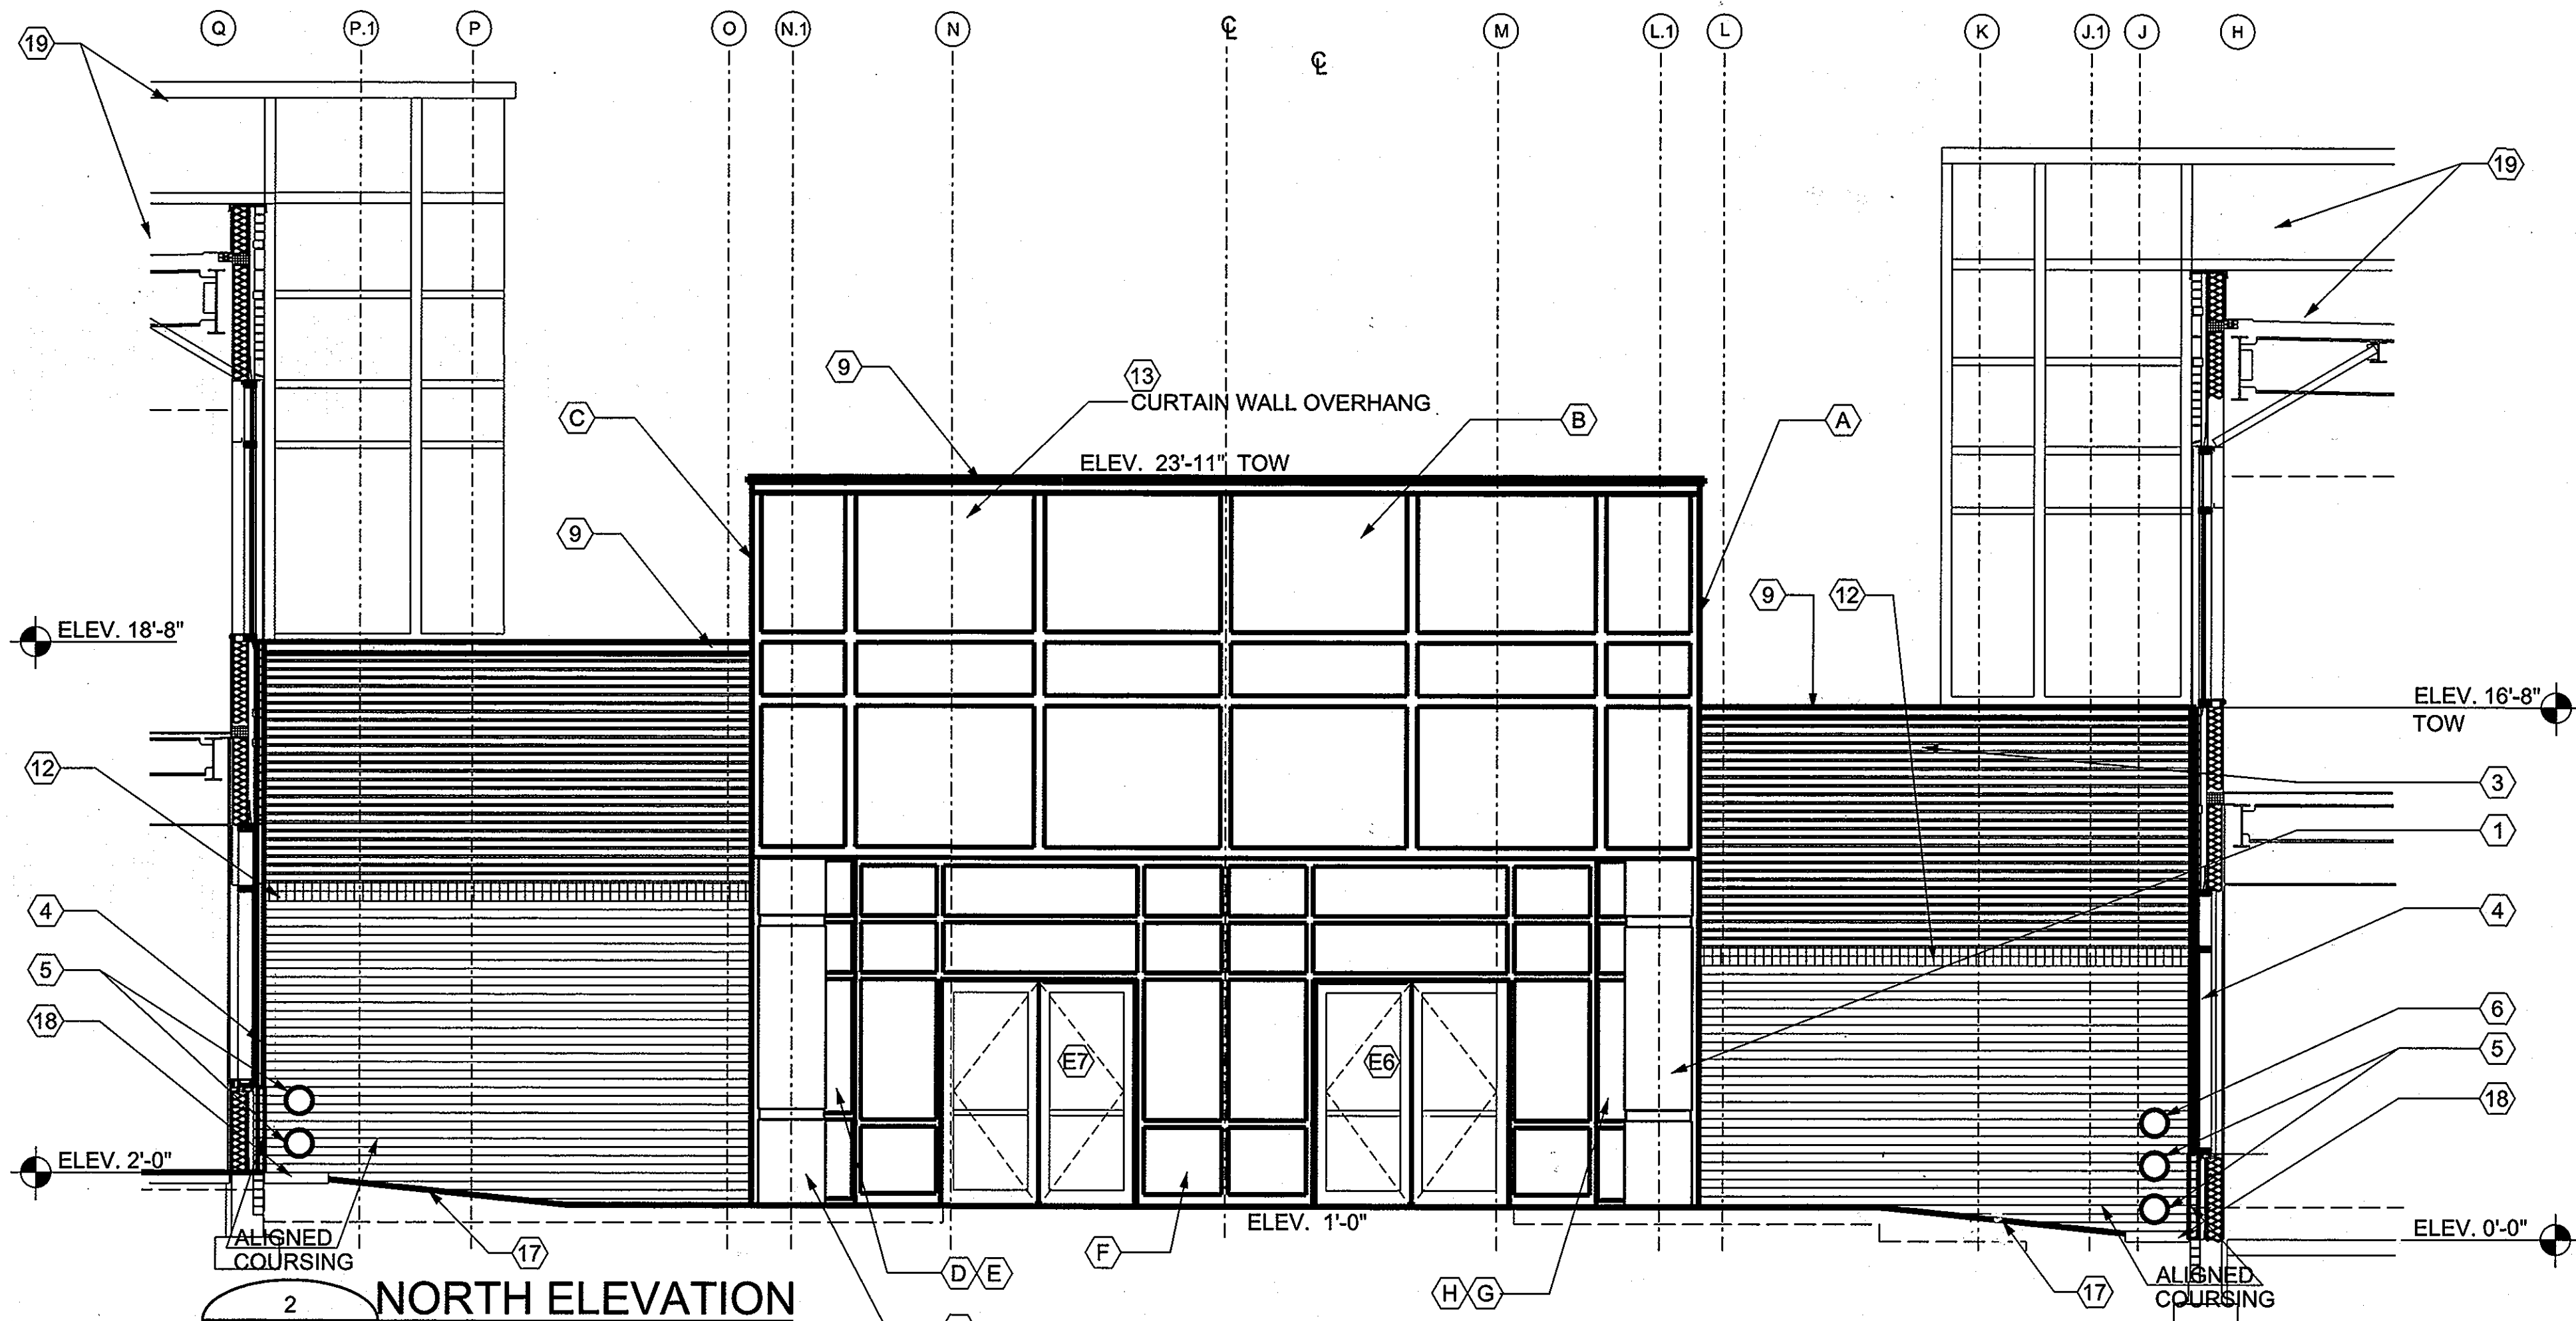 Q P.1 P O N.1 N ℄ M L.1 L K J.1 J H
19
℄
19
9
13
CURTAIN WALL OVERHANG
C
B
A
ELEV. 23'-11" TOW
9
9
12
ELEV. 18'-8"
ELEV. 16'-8"
TOW
12
3
1
4
4
5
6
18
5
E7
E6
18
ELEV. 2'-0"
ELEV. 1'-0"
ELEV. 0'-0"
ALIGNED
COURSING
17
D E
F
H G
17
ALIGNED
COURSING
2
NORTH ELEVATION